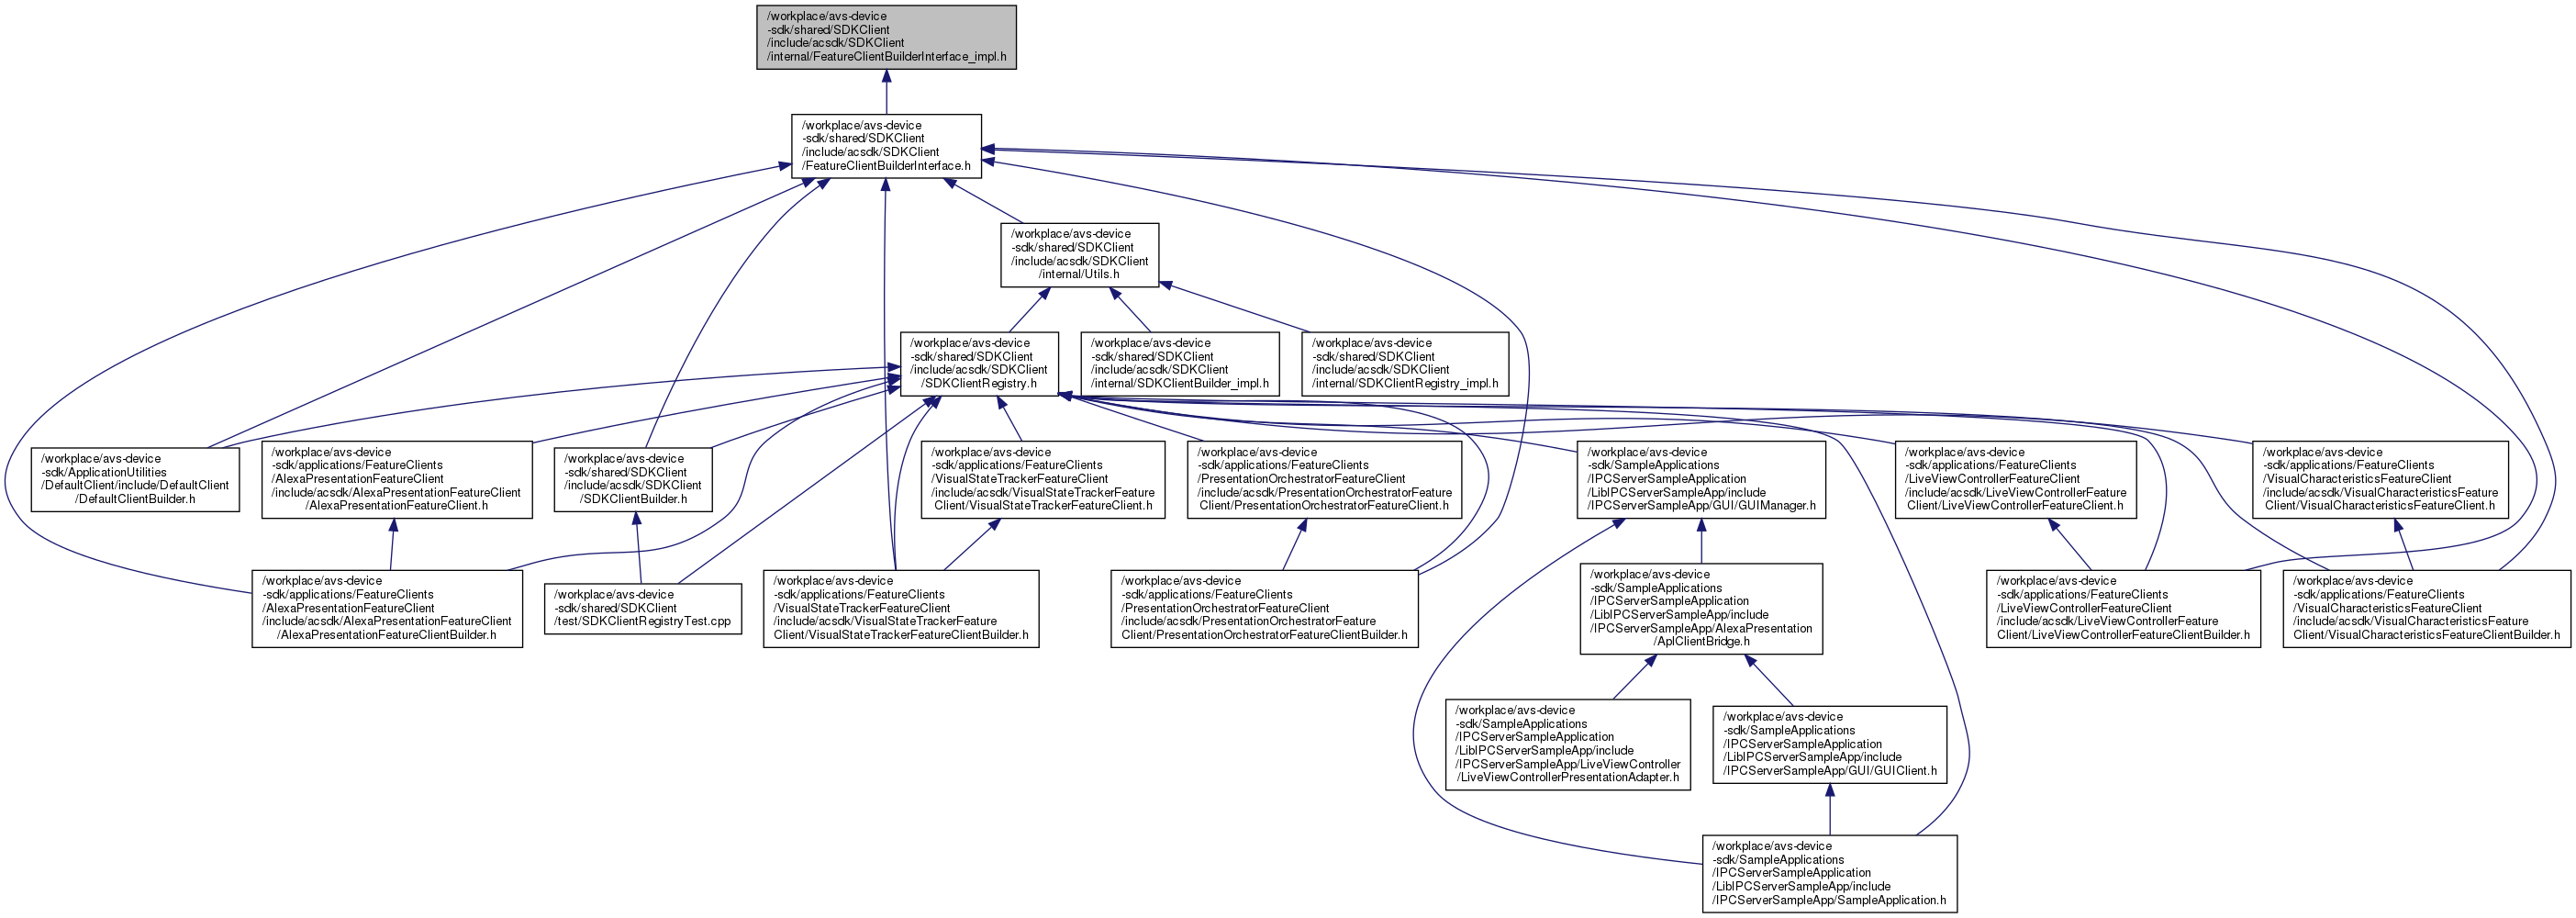 /workplace/avs-device
-sdk/shared/SDKClient
/include/acsdk/SDKClient
/internal/FeatureClientBuilderInterface_impl.h
/workplace/avs-device
-sdk/shared/SDKClient
/include/acsdk/SDKClient
/FeatureClientBuilderInterface.h
/workplace/avs-device
-sdk/shared/SDKClient
/include/acsdk/SDKClient
/internal/Utils.h
/workplace/avs-device
-sdk/shared/SDKClient
/include/acsdk/SDKClient
/SDKClientRegistry.h
/workplace/avs-device
-sdk/shared/SDKClient
/include/acsdk/SDKClient
/internal/SDKClientBuilder_impl.h
/workplace/avs-device
-sdk/shared/SDKClient
/include/acsdk/SDKClient
/internal/SDKClientRegistry_impl.h
/workplace/avs-device
-sdk/ApplicationUtilities
/DefaultClient/include/DefaultClient
/DefaultClientBuilder.h
/workplace/avs-device
-sdk/applications/FeatureClients
/AlexaPresentationFeatureClient
/include/acsdk/AlexaPresentationFeatureClient
/AlexaPresentationFeatureClient.h
/workplace/avs-device
-sdk/shared/SDKClient
/include/acsdk/SDKClient
/SDKClientBuilder.h
/workplace/avs-device
-sdk/applications/FeatureClients
/VisualStateTrackerFeatureClient
/include/acsdk/VisualStateTrackerFeature
Client/VisualStateTrackerFeatureClient.h
/workplace/avs-device
-sdk/applications/FeatureClients
/PresentationOrchestratorFeatureClient
/include/acsdk/PresentationOrchestratorFeature
Client/PresentationOrchestratorFeatureClient.h
/workplace/avs-device
-sdk/SampleApplications
/IPCServerSampleApplication
/LibIPCServerSampleApp/include
/IPCServerSampleApp/GUI/GUIManager.h
/workplace/avs-device
-sdk/applications/FeatureClients
/LiveViewControllerFeatureClient
/include/acsdk/LiveViewControllerFeature
Client/LiveViewControllerFeatureClient.h
/workplace/avs-device
-sdk/applications/FeatureClients
/VisualCharacteristicsFeatureClient
/include/acsdk/VisualCharacteristicsFeature
Client/VisualCharacteristicsFeatureClient.h
/workplace/avs-device
-sdk/applications/FeatureClients
/AlexaPresentationFeatureClient
/include/acsdk/AlexaPresentationFeatureClient
/AlexaPresentationFeatureClientBuilder.h
/workplace/avs-device
-sdk/shared/SDKClient
/test/SDKClientRegistryTest.cpp
/workplace/avs-device
-sdk/applications/FeatureClients
/VisualStateTrackerFeatureClient
/include/acsdk/VisualStateTrackerFeature
Client/VisualStateTrackerFeatureClientBuilder.h
/workplace/avs-device
-sdk/applications/FeatureClients
/PresentationOrchestratorFeatureClient
/include/acsdk/PresentationOrchestratorFeature
Client/PresentationOrchestratorFeatureClientBuilder.h
/workplace/avs-device
-sdk/SampleApplications
/IPCServerSampleApplication
/LibIPCServerSampleApp/include
/IPCServerSampleApp/AlexaPresentation
/AplClientBridge.h
/workplace/avs-device
-sdk/applications/FeatureClients
/LiveViewControllerFeatureClient
/include/acsdk/LiveViewControllerFeature
Client/LiveViewControllerFeatureClientBuilder.h
/workplace/avs-device
-sdk/applications/FeatureClients
/VisualCharacteristicsFeatureClient
/include/acsdk/VisualCharacteristicsFeature
Client/VisualCharacteristicsFeatureClientBuilder.h
/workplace/avs-device
-sdk/SampleApplications
/IPCServerSampleApplication
/LibIPCServerSampleApp/include
/IPCServerSampleApp/LiveViewController
/LiveViewControllerPresentationAdapter.h
/workplace/avs-device
-sdk/SampleApplications
/IPCServerSampleApplication
/LibIPCServerSampleApp/include
/IPCServerSampleApp/GUI/GUIClient.h
/workplace/avs-device
-sdk/SampleApplications
/IPCServerSampleApplication
/LibIPCServerSampleApp/include
/IPCServerSampleApp/SampleApplication.h